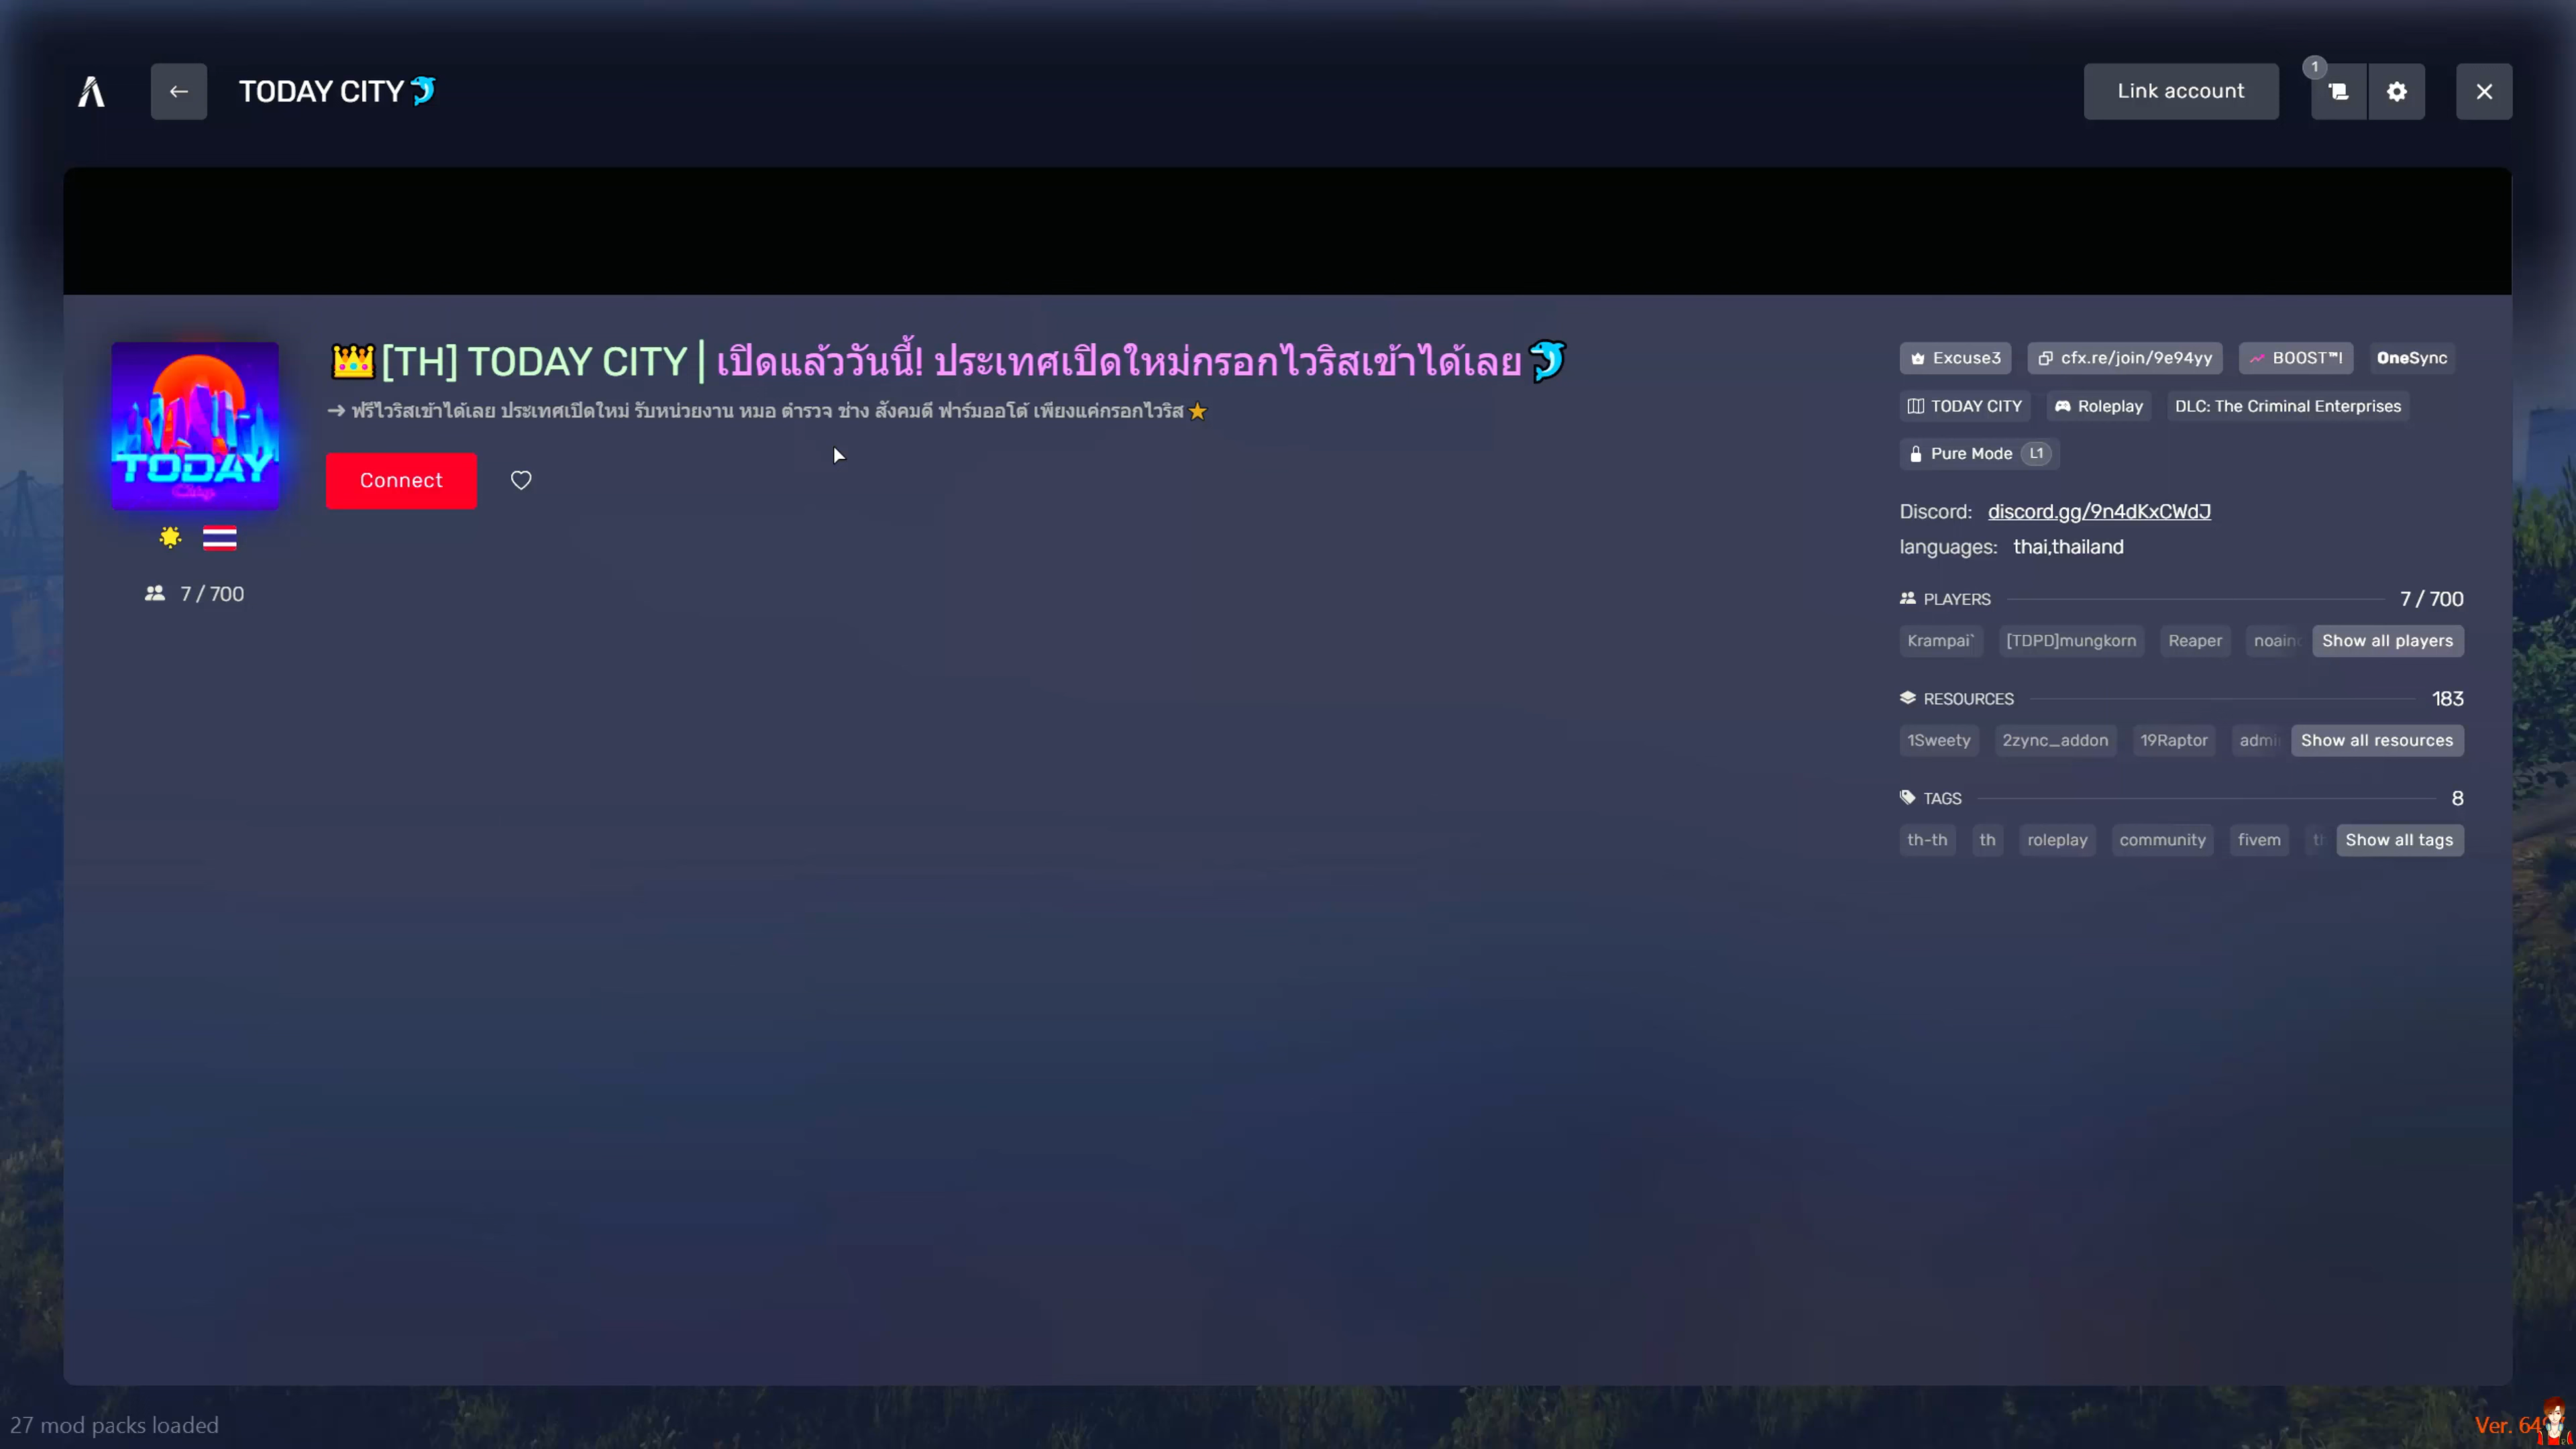 TODAY CITY🐬
Link account
1
👑[TH] TODAY CITY | เปิดแล้ววันนี้! ประเทศเปิดใหม่กรอกไวริสเข้าได้เลย🐬
➜ ฟรีไวริสเข้าได้เลย ประเทศเปิดใหม่ รับหน่วยงาน หมอ ตำรวจ ช่าง สังคมดี ฟาร์มออโต้ เพียงแค่กรอกไวริส⭐
Connect
TODAY
City
7 / 700
Excuse3
cfx.re/join/9e94yy
BOOST™!
OneSync
TODAY CITY
Roleplay
DLC: The Criminal Enterprises
Pure Mode L1
Discord: discord.gg/9n4dKxCWdJ
languages: thai,thailand
PLAYERS 7 / 700
Krampai` [TDPD]mungkorn Reaper Show all players
RESOURCES 183
1Sweety 2zync_addon 19Raptor Show all resources
TAGS 8
th-th th roleplay community fivem Show all tags
27 mod packs loaded
Ver.